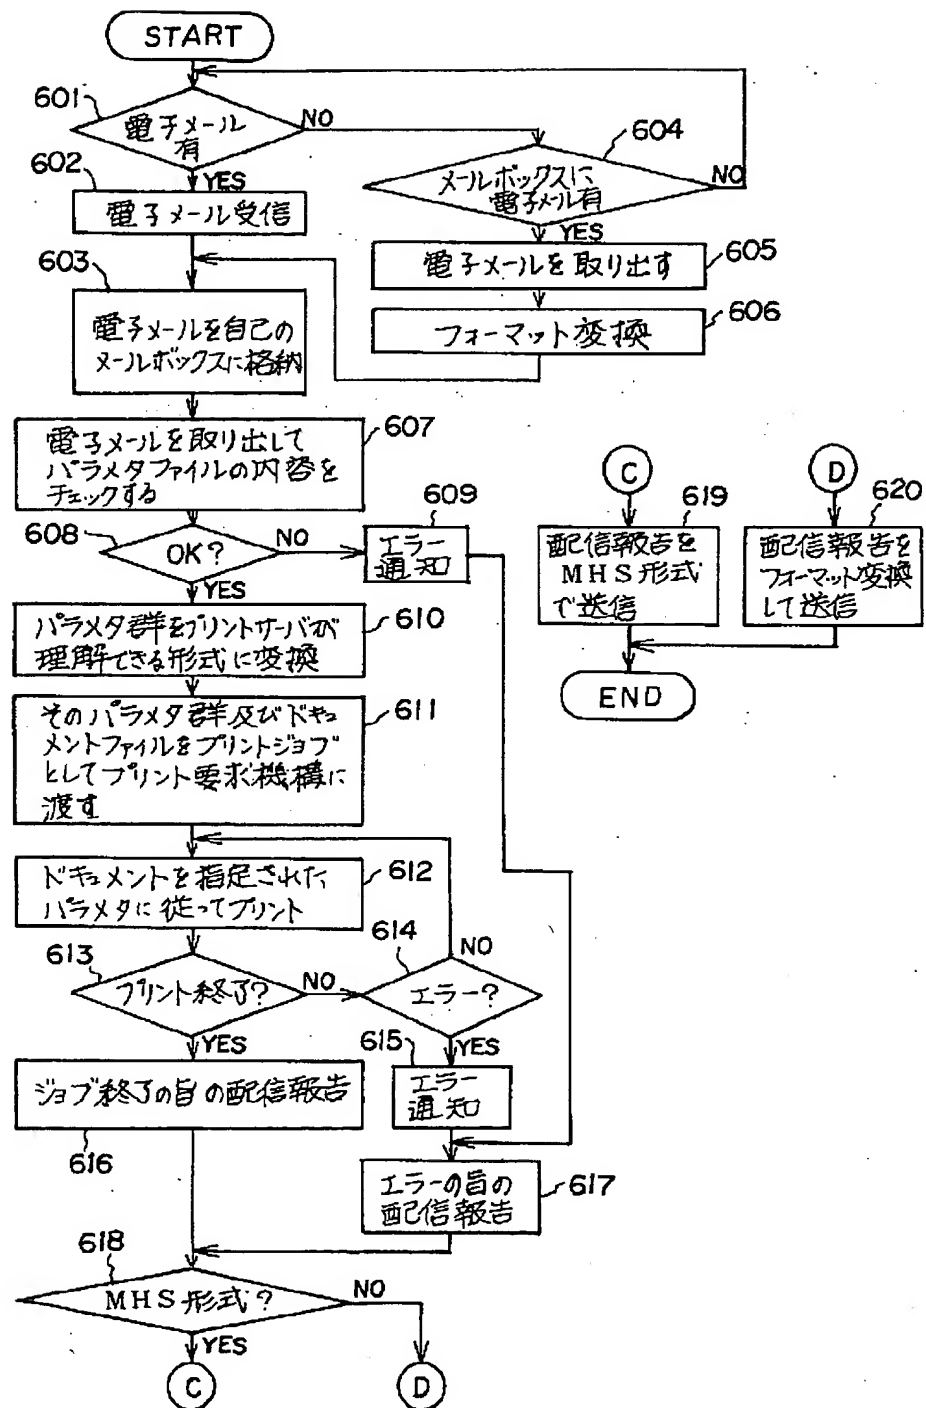 START
601
電子メール
有
NO
YES
602
電子メール受信
603
電子メールを自己の
メールボックスに格納
604
メールボックスに
電子メール有
NO
YES
電子メールを取り出す
605
フォーマット変換
606
電子メールを取り出して
パラメタファイルの内容を
チェックする
607
608
OK?
NO
YES
609
エラー
通知
パラメタ群をプリントサーバが
理解できる形式に変換
610
そのパラメタ群及びドキュ
メントファイルをプリントジョブ
としてプリント要求機構に
渡す
611
ドキュメントを指定された
パラメタに従ってプリント
612
613
プリント終了?
NO
YES
614
エラー?
NO
YES
615
エラー
通知
ジョブ終了の旨の配信報告
616
エラーの旨の
配信報告
617
618
MHS形式?
NO
YES
C
D
C
619
配信報告を
MHS形式
で送信
D
620
配信報告を
フォーマット変換
して送信
END